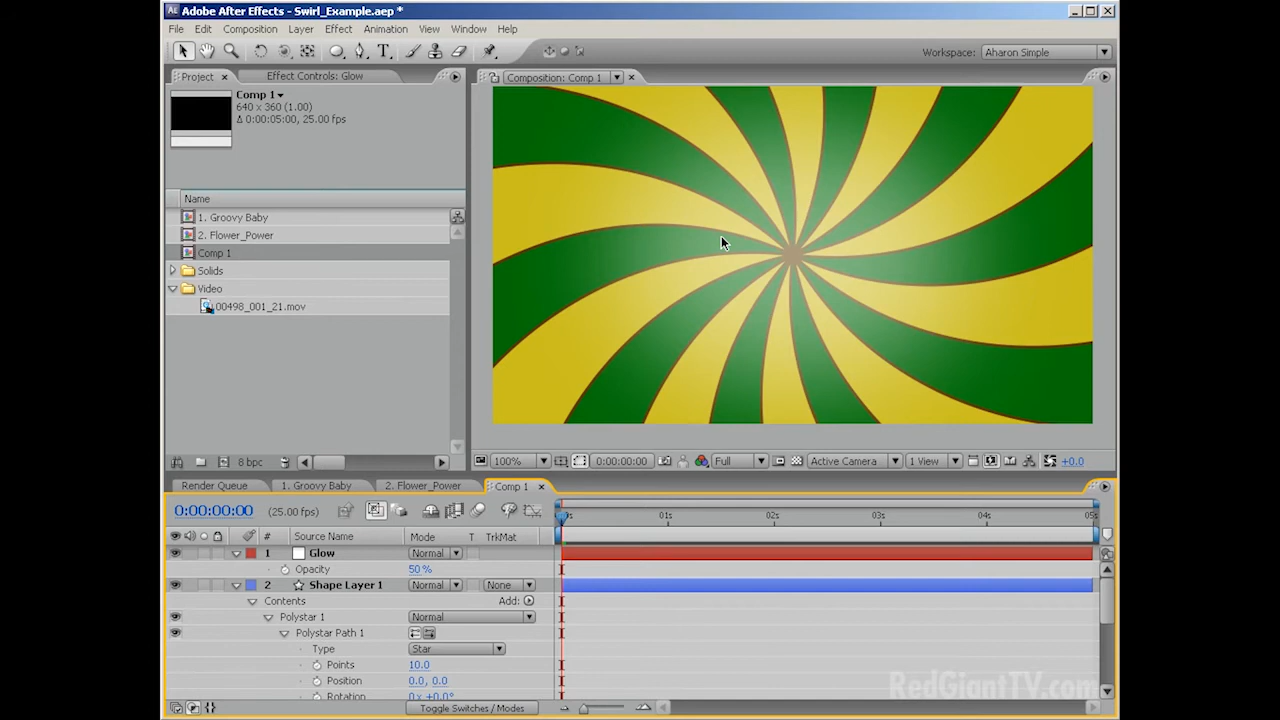 Adobe After Effects - Swirl_Example.aep *
File Edit Composition Layer Effect Animation View Window Help
Workspace: Aharon Simple
Project Effect Controls: Glow
Composition: Comp 1
Comp 1
640 x 360 (1.00)
Δ 0:00:05:00, 25.00 fps
Name
1. Groovy Baby
2. Flower_Power
Comp 1
Solids
Video
00498_001_21.mov
8 bpc
100% 0:00:00:00 Full Active Camera 1 View +0.0
Render Queue 1. Groovy Baby 2. Flower_Power Comp 1
0:00:00:00 (25.00 fps)
01s 02s 03s 04s 05s
# Source Name Mode T TrkMat
1 Glow Normal
Opacity 50%
2 Shape Layer 1 Normal None
Contents Add:
Polystar 1 Normal
Polystar Path 1
Type Star
Points 10.0
Position 0.0, 0.0
Rotation 0 x +0.0°
Toggle Switches / Modes
RedGiantTV.com